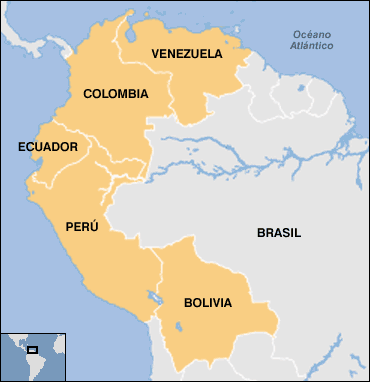 Océano
Atlántico
VENEZUELA
COLOMBIA
ECUADOR
PERÚ
BRASIL
BOLIVIA